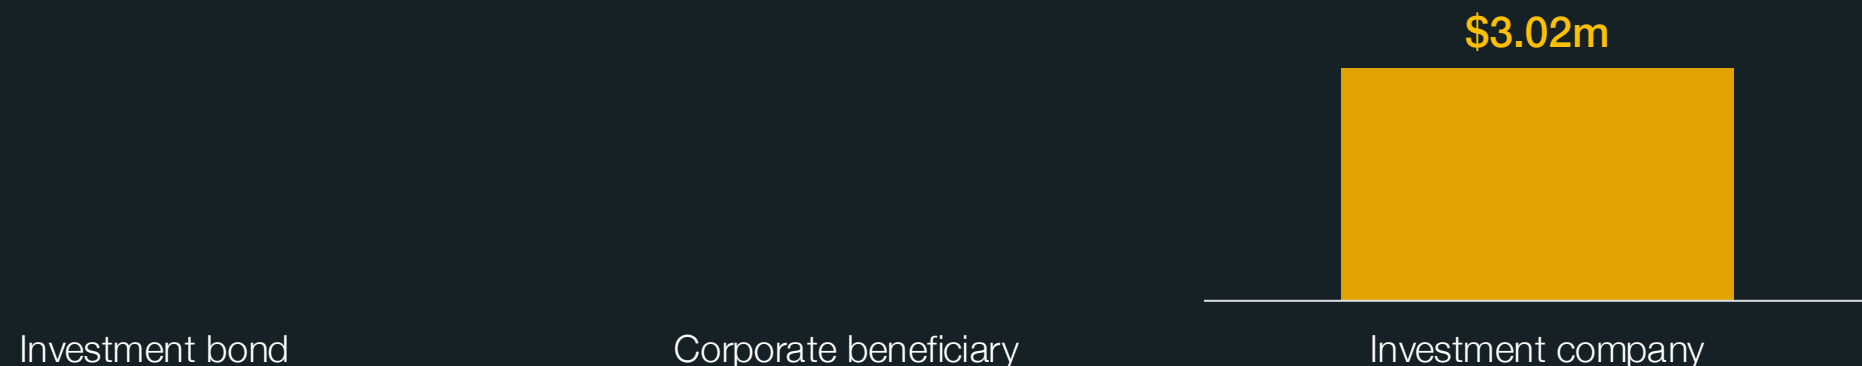 $3.02m
Investment bond
Corporate beneficiary
Investment company